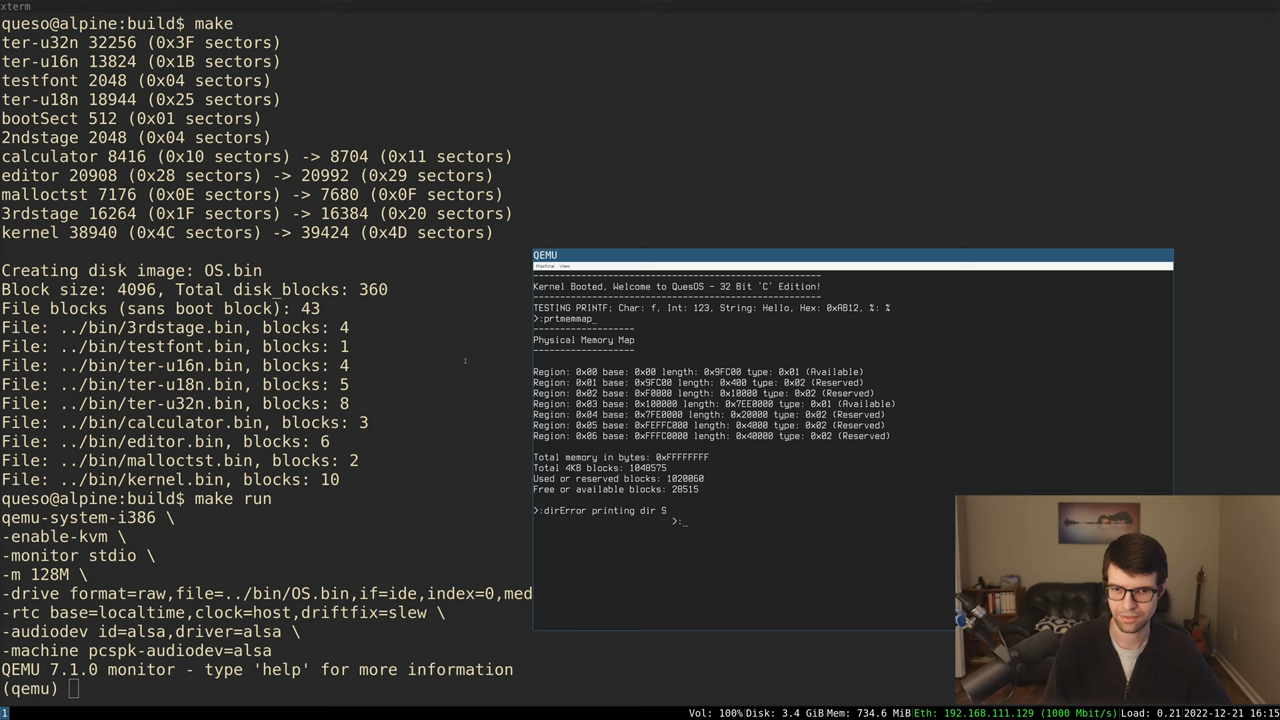 xterm
queso@alpine:build$ make
ter-u32n 32256 (0x3F sectors)
ter-u16n 13824 (0x1B sectors)
testfont 2048 (0x04 sectors)
ter-u18n 18944 (0x25 sectors)
bootSect 512 (0x01 sectors)
2ndstage 2048 (0x04 sectors)
calculator 8416 (0x10 sectors) -> 8704 (0x11 sectors)
editor 20908 (0x28 sectors) -> 20992 (0x29 sectors)
malloctst 7176 (0x0E sectors) -> 7680 (0x0F sectors)
3rdstage 16264 (0x1F sectors) -> 16384 (0x20 sectors)
kernel 38940 (0x4C sectors) -> 39424 (0x4D sectors)
Creating disk image: OS.bin
Block size: 4096, Total disk_blocks: 360
File blocks (sans boot block): 43
File: ../bin/3rdstage.bin, blocks: 4
File: ../bin/testfont.bin, blocks: 1
File: ../bin/ter-u16n.bin, blocks: 4
File: ../bin/ter-u18n.bin, blocks: 5
File: ../bin/ter-u32n.bin, blocks: 8
File: ../bin/calculator.bin, blocks: 3
File: ../bin/editor.bin, blocks: 6
File: ../bin/malloctst.bin, blocks: 2
File: ../bin/kernel.bin, blocks: 10
queso@alpine:build$ make run
qemu-system-i386 \
-enable-kvm \
-monitor stdio \
-m 128M \
-drive format=raw,file=../bin/OS.bin,if=ide,index=0,med
-rtc base=localtime,clock=host,driftfix=slew \
-audiodev id=alsa,driver=alsa \
-machine pcspk-audiodev=alsa
QEMU 7.1.0 monitor - type 'help' for more information
(qemu)
QEMU
Machine View
------------------------------------------------------
Kernel Booted, Welcome to QuesOS - 32 Bit 'C' Edition!
------------------------------------------------------
TESTING PRINTF; Char: f, Int: 123, String: Hello, Hex: 0xAB12, %: %
>:prtmemmap_
-------------------
Physical Memory Map
-------------------
Region: 0x00 base: 0x00 length: 0x9FC00 type: 0x01 (Available)
Region: 0x01 base: 0x9FC00 length: 0x400 type: 0x02 (Reserved)
Region: 0x02 base: 0xF0000 length: 0x10000 type: 0x02 (Reserved)
Region: 0x03 base: 0x100000 length: 0x7EE0000 type: 0x01 (Available)
Region: 0x04 base: 0x7FE0000 length: 0x20000 type: 0x02 (Reserved)
Region: 0x05 base: 0xFEFFC000 length: 0x4000 type: 0x02 (Reserved)
Region: 0x06 base: 0xFFFC0000 length: 0x40000 type: 0x02 (Reserved)
Total memory in bytes: 0xFFFFFFFF
Total 4KB blocks: 1048575
Used or reserved blocks: 1020060
Free or available blocks: 28515
>:dirError printing dir S
>:_
1
Vol: 100% Disk: 3.4 GiB Mem: 734.6 MiB Eth: 192.168.111.129 (1000 Mbit/s) Load: 0.21 2022-12-21 16:15